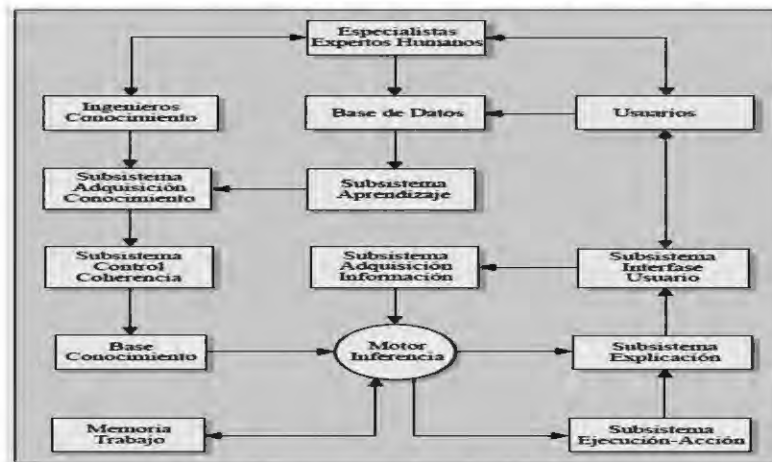 Especialistas
Expertos Humanos
Ingenieros
Conocimiento
Base de Datos
Usuarios
Subsistema
Adquisición
Conocimiento
Subsistema
Aprendizaje
Subsistema
Control
Coherencia
Subsistema
Adquisición
Información
Subsistema
Interfase
Usuario
Base
Conocimiento
Motor
Inferencia
Subsistema
Explicación
Memoria
Trabajo
Subsistema
Ejecución-Acción